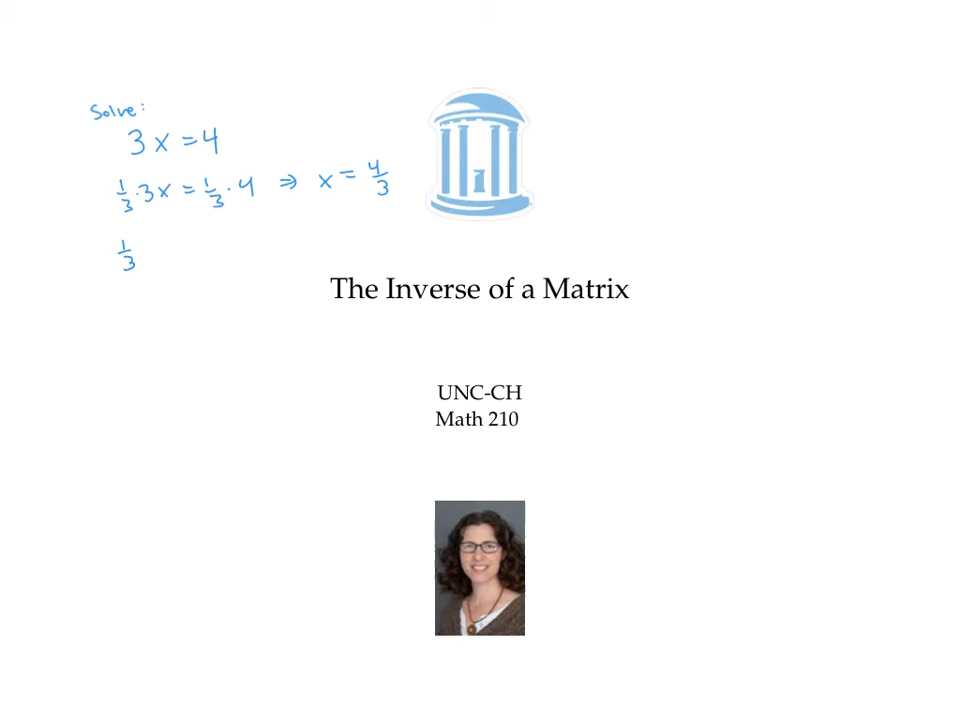 Solve:
3x = 4
1/3 · 3x = 1/3 · 4 ⇒ x = 4/3
1/3
The Inverse of a Matrix
UNC-CH
Math 210